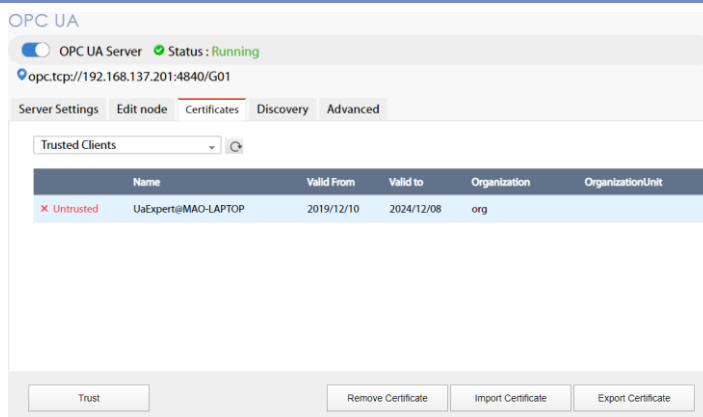 OPC UA
OPC UA Server Status : Running
opc.tcp://192.168.137.201:4840/G01
Server Settings Edit node Certificates Discovery Advanced
Trusted Clients
Name Valid From Valid to Organization OrganizationUnit
× Untrusted UaExpert@MAO-LAPTOP 2019/12/10 2024/12/08 org
Trust Remove Certificate Import Certificate Export Certificate